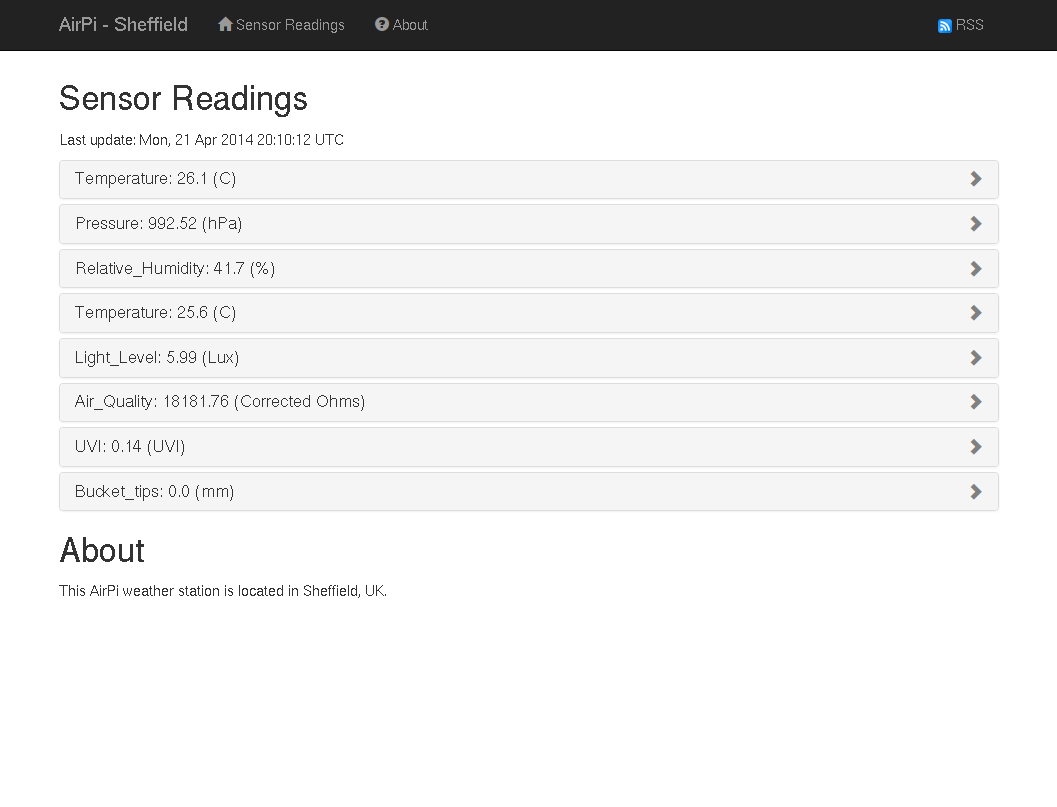 AirPi - Sheffield Sensor Readings About RSS
Sensor Readings
Last update: Mon, 21 Apr 2014 20:10:12 UTC
Temperature: 26.1 (C)
Pressure: 992.52 (hPa)
Relative_Humidity: 41.7 (%)
Temperature: 25.6 (C)
Light_Level: 5.99 (Lux)
Air_Quality: 18181.76 (Corrected Ohms)
UVI: 0.14 (UVI)
Bucket_tips: 0.0 (mm)
About
This AirPi weather station is located in Sheffield, UK.